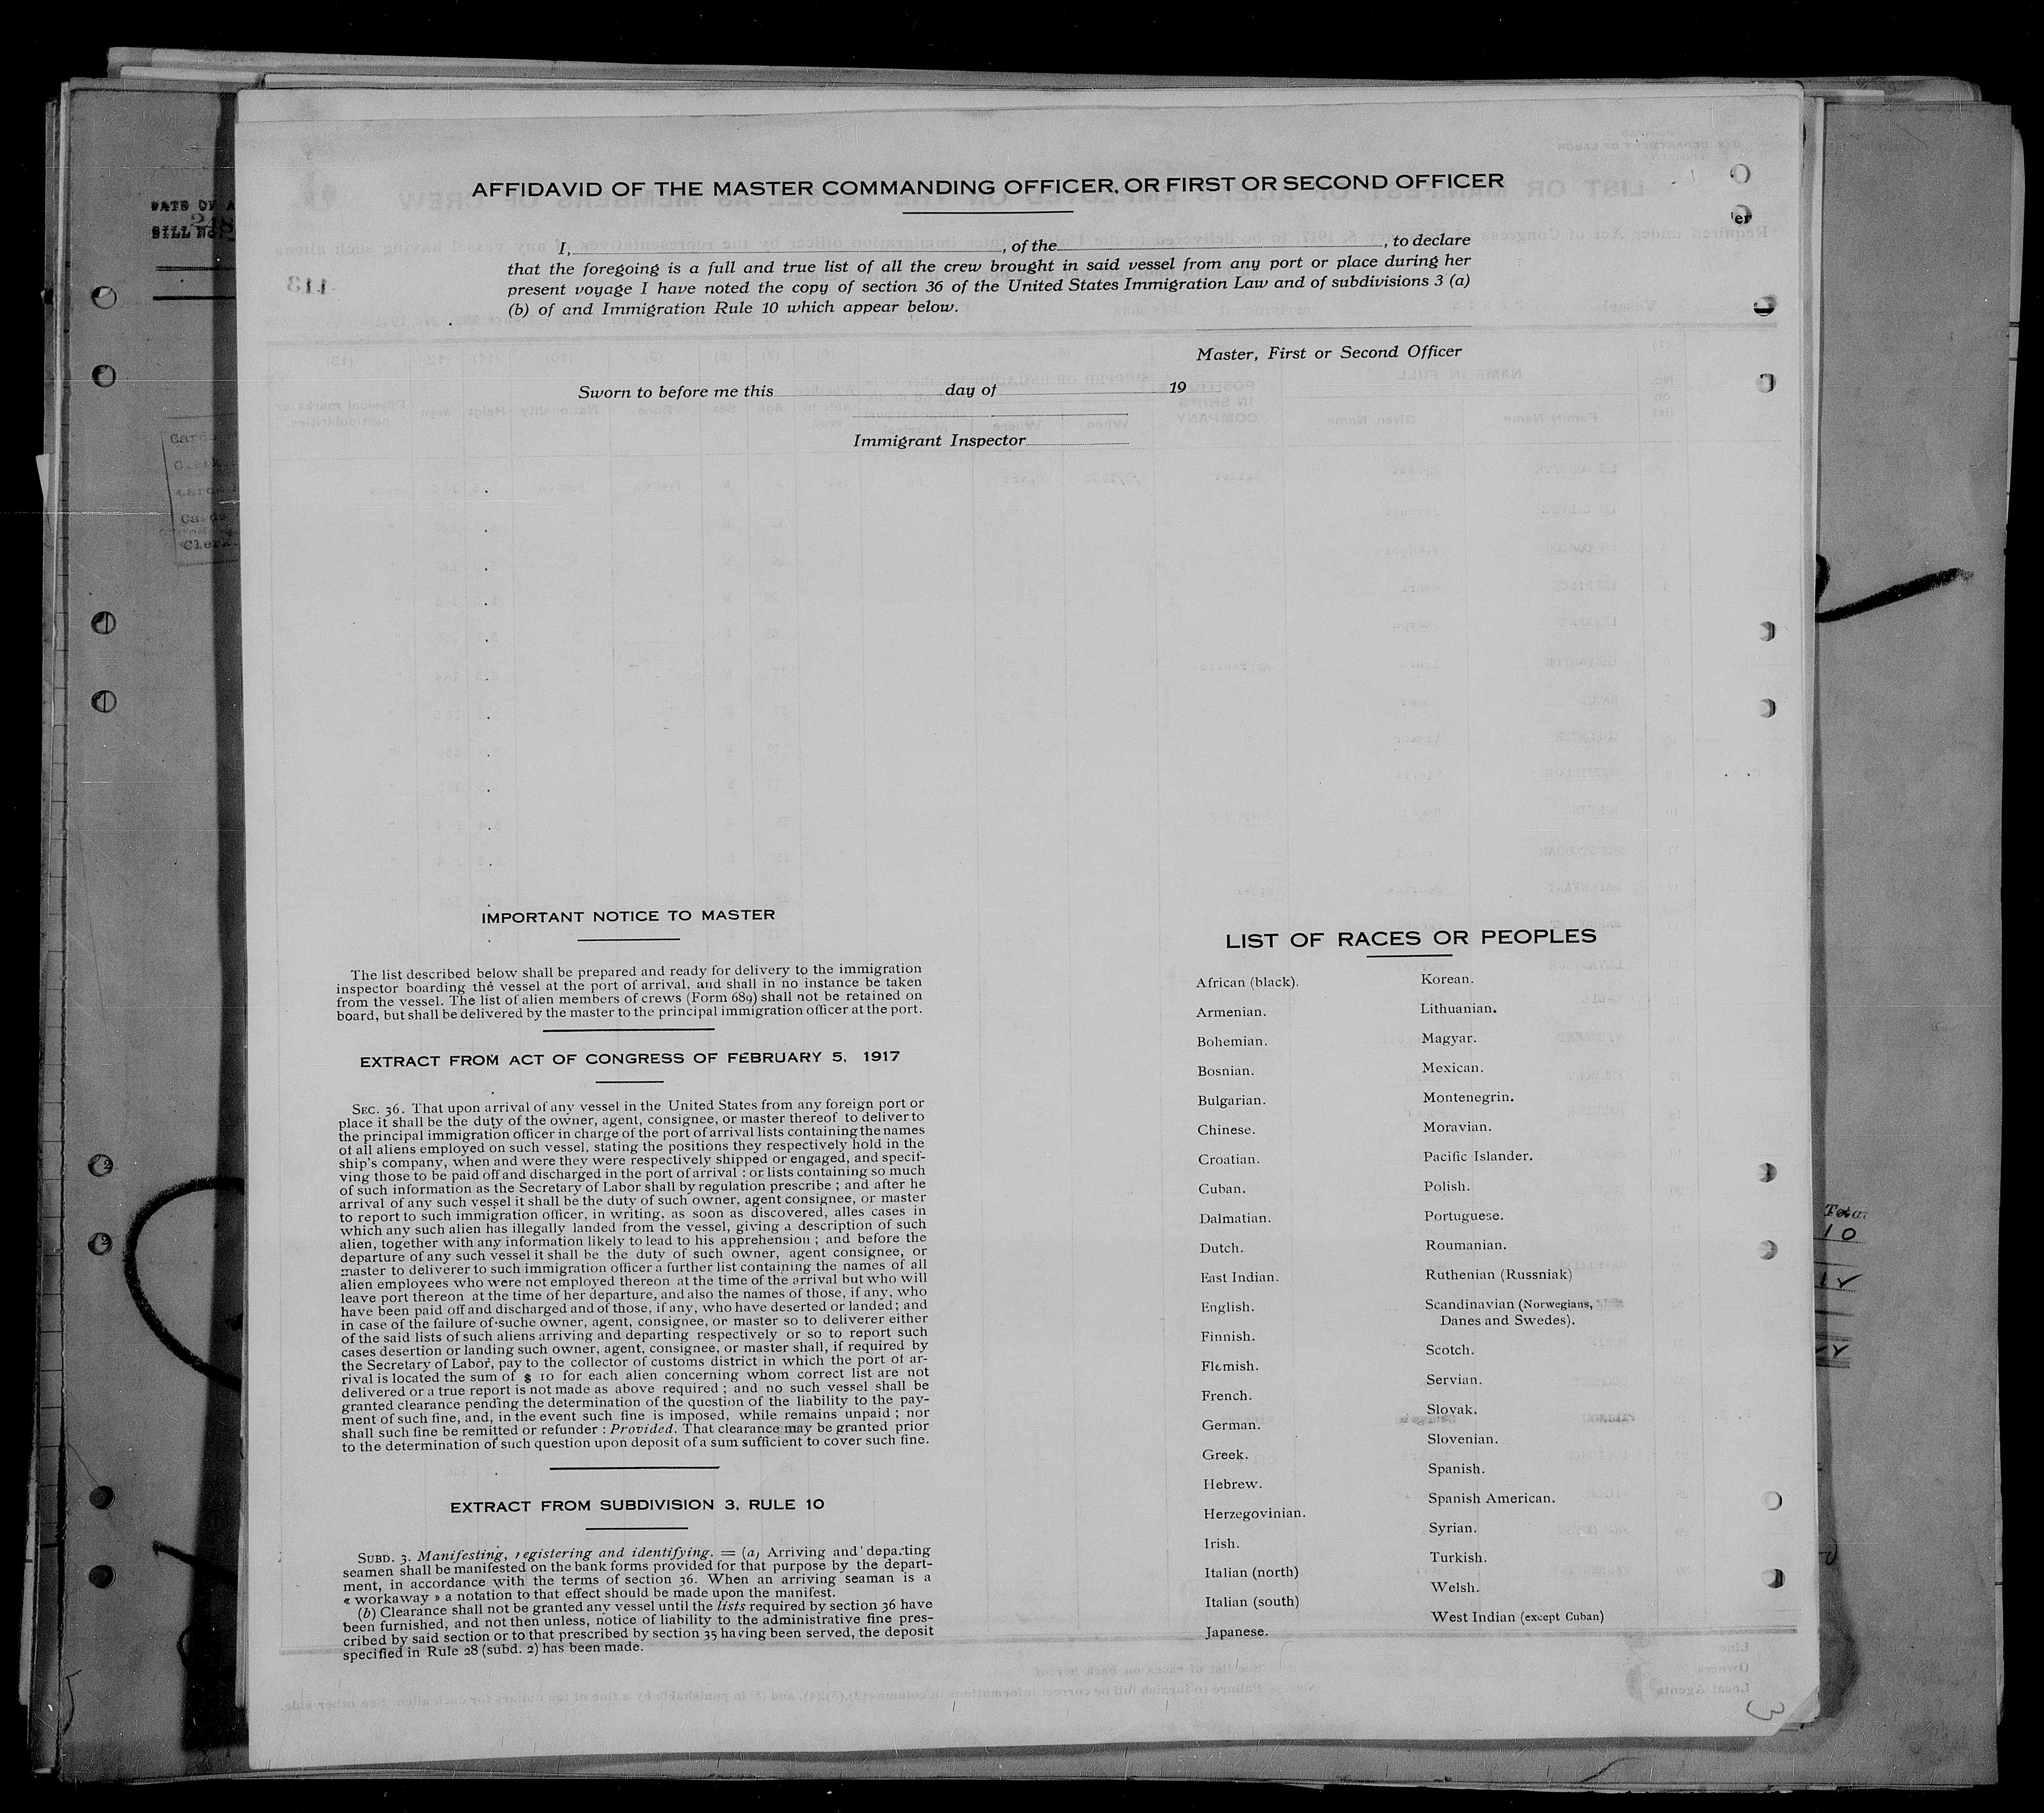 AFFIDAVID OF THE MASTER COMMANDING OFFICER, OR FIRST OR SECOND OFFICER
I, , of the , to declare
that the foregoing is a full and true list of all the crew brought in said vessel from any port or place during her
present voyage I have noted the copy of section 36 of the United States Immigration Law and of subdivisions 3 (a)
(b) of and Immigration Rule 10 which appear below.
Master, First or Second Officer
Sworn to before me this day of 19
Immigrant Inspector
IMPORTANT NOTICE TO MASTER
The list described below shall be prepared and ready for delivery to the immigration
inspector boarding the vessel at the port of arrival, and shall in no instance be taken
from the vessel. The list of alien members of crews (Form 689) shall not be retained on
board, but shall be delivered by the master to the principal immigration officer at the port.
EXTRACT FROM ACT OF CONGRESS OF FEBRUARY 5, 1917
SEC. 36. That upon arrival of any vessel in the United States from any foreign port or
place it shall be the duty of the owner, agent, consignee, or master thereof to deliver to
the principal immigration officer in charge of the port of arrival lists containing the names
of all aliens employed on such vessel, stating the positions they respectively hold in the
ship's company, when and were they were respectively shipped or engaged, and specif-
ving those to be paid off and discharged in the port of arrival : or lists containing so much
of such information as the Secretary of Labor shall by regulation prescribe ; and after he
arrival of any such vessel it shall be the duty of such owner, agent consignee, or master
to report to such immigration officer, in writing, as soon as discovered, alles cases in
which any such alien has illegally landed from the vessel, giving a description of such
alien, together with any information likely to lead to his apprehension ; and before the
departure of any such vessel it shall be the duty of such owner, agent consignee, or
master to deliverer to such immigration officer a further list containing the names of all
alien employees who were not employed thereon at the time of the arrival but who will
leave port thereon at the time of her departure, and also the names of those, if any, who
have been paid off and discharged and of those, if any, who have deserted or landed ; and
in case of the failure of suche owner, agent, consignee, or master so to deliverer either
of the said lists of such aliens arriving and departing respectively or so to report such
cases desertion or landing such owner, agent, consignee, or master shall, if required by
the Secretary of Labor, pay to the collector of customs district in which the port of ar-
rival is located the sum of $ 10 for each alien concerning whom correct list are not
delivered or a true report is not made as above required ; and no such vessel shall be
granted clearance pending the determination of the question of the liability to the pay-
ment of such fine, and, in the event such fine is imposed, while remains unpaid ; nor
shall such fine be remitted or refunder : Provided. That clearance may be granted prior
to the determination of such question upon deposit of a sum sufficient to cover such fine.
EXTRACT FROM SUBDIVISION 3, RULE 10
SUBD. 3. Manifesting, registering and identifying. = (a) Arriving and departing
seamen shall be manifested on the bank forms provided for that purpose by the depart-
ment, in accordance with the terms of section 36. When an arriving seaman is a
« workaway » a notation to that effect should be made upon the manifest.
(b) Clearance shall not be granted any vessel until the lists required by section 36 have
been furnished, and not then unless, notice of liability to the administrative fine pres-
cribed by said section or to that prescribed by section 35 having been served, the deposit
specified in Rule 28 (subd. 2) has been made.
LIST OF RACES OR PEOPLES
African (black).
Armenian.
Bohemian.
Bosnian.
Bulgarian.
Chinese.
Croatian.
Cuban.
Dalmatian.
Dutch.
East Indian.
English.
Finnish.
Flemish.
French.
German.
Greek.
Hebrew.
Herzegovinian.
Irish.
Italian (north)
Italian (south)
Japanese.
Korean.
Lithuanian.
Magyar.
Mexican.
Montenegrin.
Moravian.
Pacific Islander.
Polish.
Portuguese.
Roumanian.
Ruthenian (Russniak)
Scandinavian (Norwegians,
Danes and Swedes).
Scotch.
Servian.
Slovak.
Slovenian.
Spanish.
Spanish American.
Syrian.
Turkish.
Welsh.
West Indian (except Cuban)
3